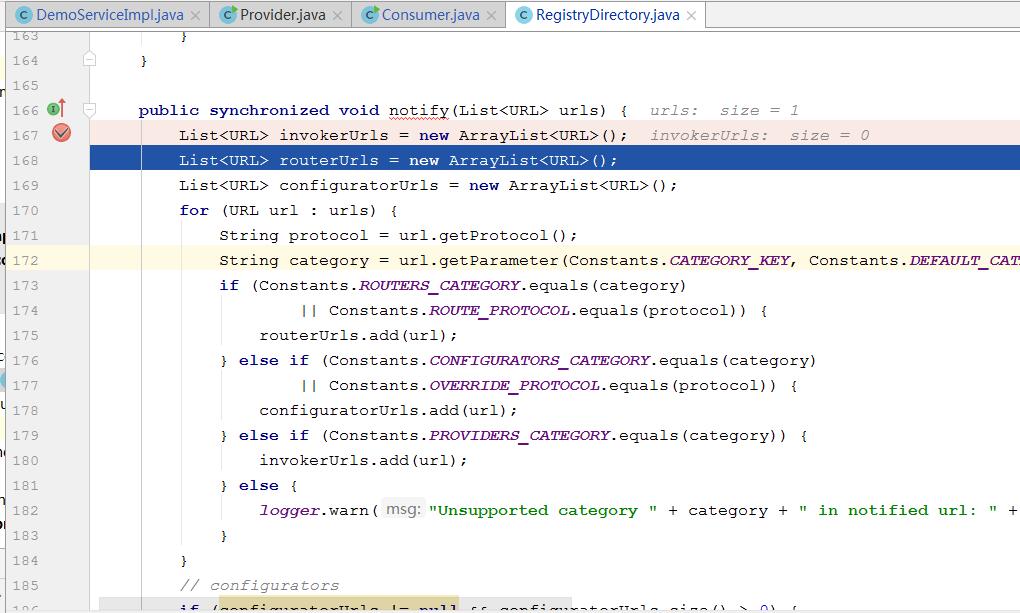 DemoServiceImpl.java × Provider.java × Consumer.java × RegistryDirectory.java ×
163 }
164 }
165
166 public synchronized void notify(List<URL> urls) { urls: size = 1
167 List<URL> invokerUrls = new ArrayList<URL>(); invokerUrls: size = 0
168 List<URL> routerUrls = new ArrayList<URL>();
169 List<URL> configuratorUrls = new ArrayList<URL>();
170 for (URL url : urls) {
171 String protocol = url.getProtocol();
172 String category = url.getParameter(Constants.CATEGORY_KEY, Constants.DEFAULT_CAT
173 if (Constants.ROUTERS_CATEGORY.equals(category)
174 || Constants.ROUTE_PROTOCOL.equals(protocol)) {
175 routerUrls.add(url);
176 } else if (Constants.CONFIGURATORS_CATEGORY.equals(category)
177 || Constants.OVERRIDE_PROTOCOL.equals(protocol)) {
178 configuratorUrls.add(url);
179 } else if (Constants.PROVIDERS_CATEGORY.equals(category)) {
180 invokerUrls.add(url);
181 } else {
182 logger.warn( msg: "Unsupported category " + category + " in notified url: " +
183 }
184 }
185 // configurators
186 if (configuratorUrls != null && configuratorUrls.size() > 0) {